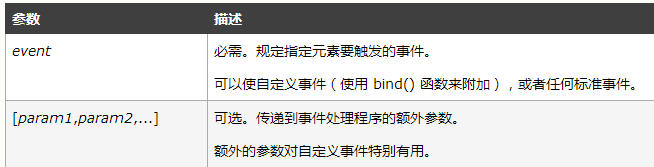 参数 描述
event 必需。规定指定元素要触发的事件。
可以使自定义事件（使用 bind() 函数来附加），或者任何标准事件。
[param1,param2,...] 可选。传递到事件处理程序的额外参数。
额外的参数对自定义事件特别有用。